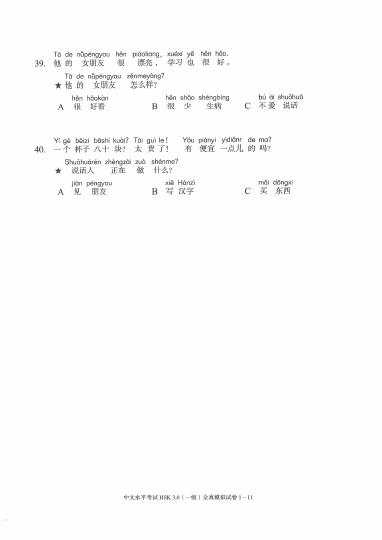 Tā de nǚpéngyou hěn piàoliang, xuéxí yě hěn hǎo.
39. 他 的 女朋友 很 漂亮，学习 也 很 好。
Tā de nǚpéngyou zěnmeyàng?
★ 他 的 女朋友 怎么样？
hěn hǎokàn hěn shǎo shēngbìng bú ài shuōhuà
A 很 好看 B 很 少 生病 C 不 爱 说话
Yī gè bēizi bāshí kuài? Tài guì le! Yǒu piányi yīdiǎnr de ma?
40. 一 个 杯子 八十 块？ 太 贵 了！ 有 便宜 一点儿 的 吗？
Shuōhuàrén zhèngzài zuò shénme?
★ 说话人 正在 做 什么？
jiàn péngyou xiě Hànzì mǎi dōngxi
A 见 朋友 B 写 汉字 C 买 东西
中文水平考试 HSK 3.0（一级）全真模拟试卷 1－11